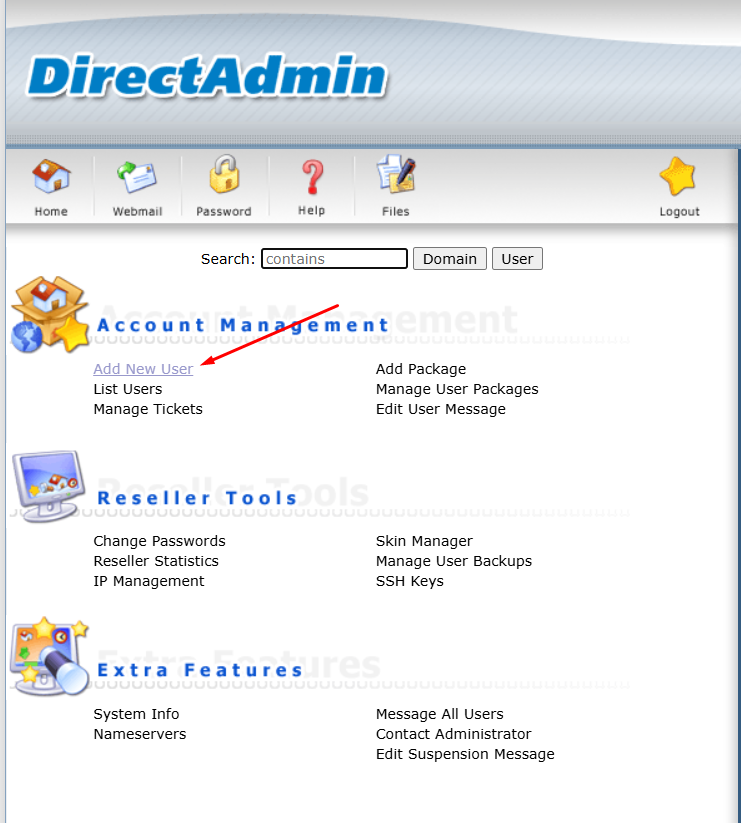 DirectAdmin
Home Webmail Password Help Files Logout
Search: contains Domain User
Account Management
Add New User Add Package
List Users Manage User Packages
Manage Tickets Edit User Message
Reseller Tools
Change Passwords Skin Manager
Reseller Statistics Manage User Backups
IP Management SSH Keys
Extra Features
System Info Message All Users
Nameservers Contact Administrator
Edit Suspension Message